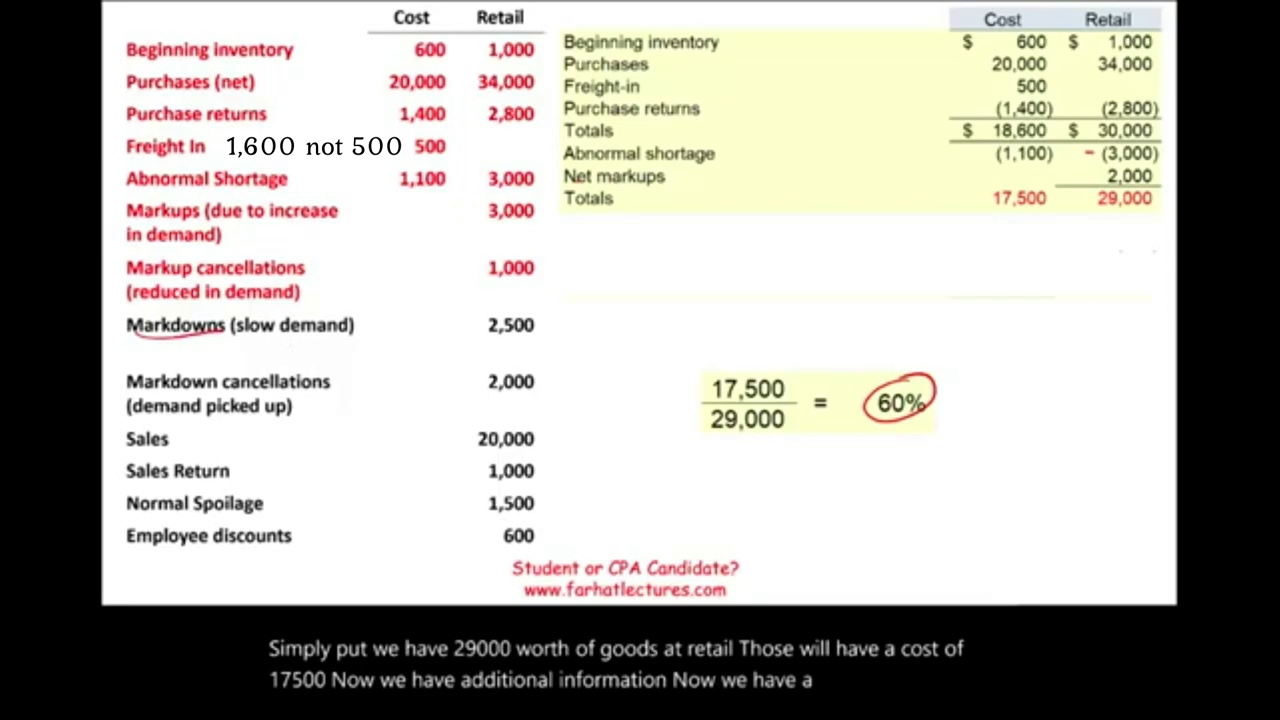 Cost Retail
Beginning inventory 600 1,000
Purchases (net) 20,000 34,000
Purchase returns 1,400 2,800
Freight In 1,600 not 500 500
Abnormal Shortage 1,100 3,000
Markups (due to increase 3,000
in demand)
Markup cancellations 1,000
(reduced in demand)
Markdowns (slow demand) 2,500
Markdown cancellations 2,000
(demand picked up)
Sales 20,000
Sales Return 1,000
Normal Spoilage 1,500
Employee discounts 600
Cost Retail
Beginning inventory $ 600 $ 1,000
Purchases 20,000 34,000
Freight-in 500
Purchase returns (1,400) (2,800)
Totals $ 18,600 $ 30,000
Abnormal shortage (1,100) - (3,000)
Net markups 2,000
Totals 17,500 29,000
17,500
29,000
= 60%
Student or CPA Candidate?
www.farhatlectures.com
Simply put we have 29000 worth of goods at retail Those will have a cost of
17500 Now we have additional information Now we have a